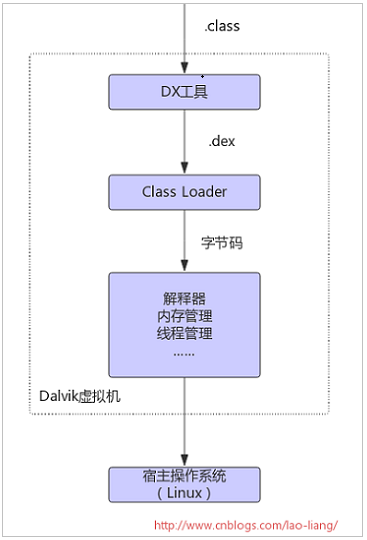 .class
DX工具
.dex
Class Loader
字节码
解释器
内存管理
线程管理
……
Dalvik虚拟机
宿主操作系统
（Linux）
http://www.cnblogs.com/lao-liang/